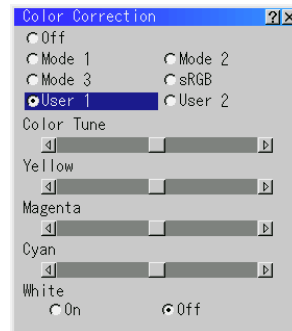 Color Correction
Off
Mode 1 Mode 2
Mode 3 sRGB
User 1 User 2
Color Tune
Yellow
Magenta
Cyan
White
On Off